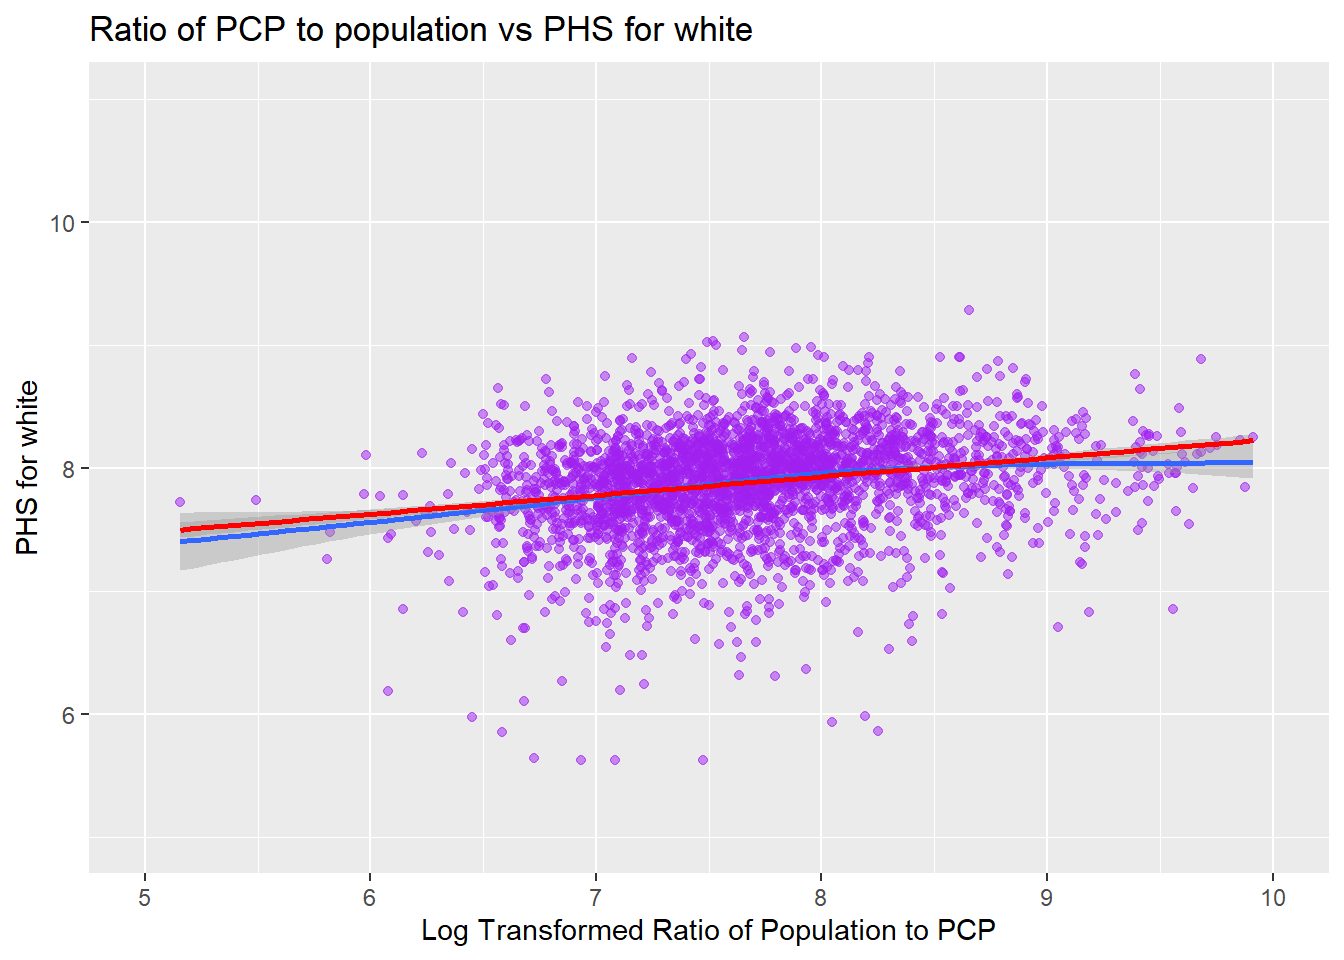 Ratio of PCP to population vs PHS for white
PHS for white
10
8
6
5 6 7 8 9 10
Log Transformed Ratio of Population to PCP